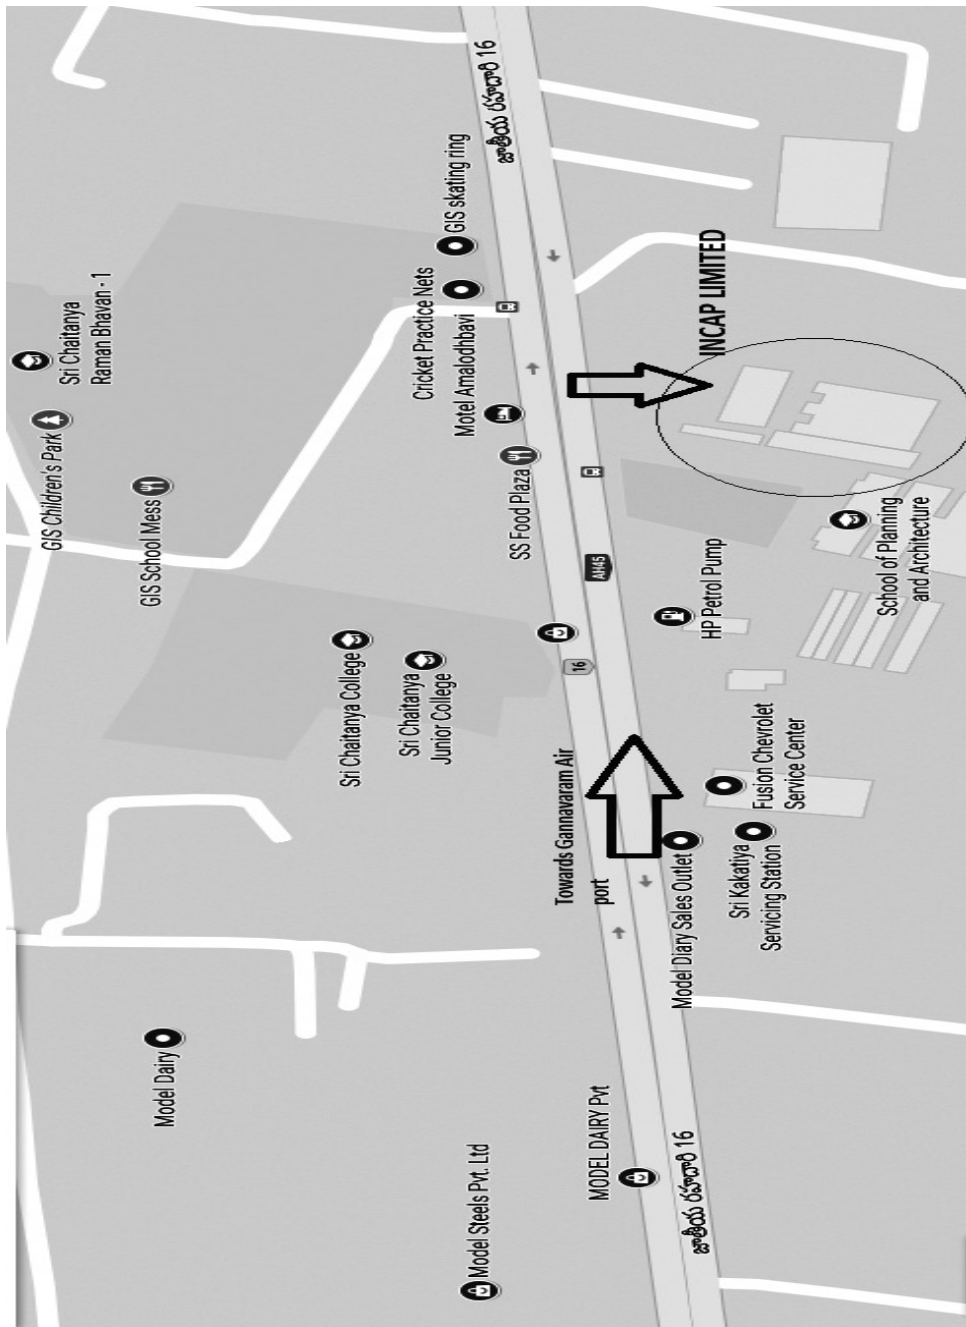 Sri Chaitanya
Raman Bhavan - 1
GIS Children's Park
GIS School Mess
GIS skating ring
Cricket Practice Nets
Motel Amalodhbavi
SS Food Plaza
జాతీయ రహదారి 16
INCAP LIMITED
AH45
16
School of Planning
and Architecture
HP Petrol Pump
Sri Chaitanya College
Sri Chaitanya
Junior College
Towards Gannavaram Air
port
Fusion Chevrolet
Service Center
Sri Kakatiya
Servicing Station
Model Diary Sales Outlet
Model Dairy
MODEL DAIRY Pvt
Model Steels Pvt. Ltd
జాతీయ రహదారి 16